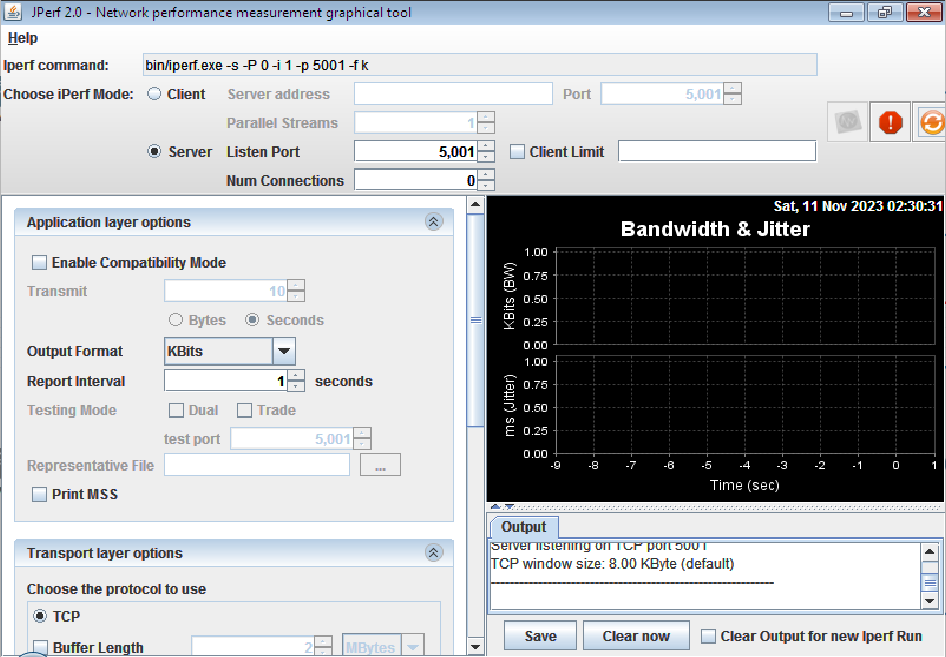 JPerf 2.0 - Network performance measurement graphical tool
Help
Iperf command: bin/iperf.exe -s -P 0 -i 1 -p 5001 -f k
Choose iPerf Mode: Client Server address Port 5,001
Parallel Streams 1
Server Listen Port 5,001 Client Limit
Num Connections 0
Application layer options
Enable Compatibility Mode
Transmit 10
Bytes Seconds
Output Format KBits
Report Interval 1 seconds
Testing Mode Dual Trade
test port 5,001
Representative File ...
Print MSS
Transport layer options
Choose the protocol to use
TCP
Buffer Length 2 MBytes
Sat, 11 Nov 2023 02:30:31
Bandwidth & Jitter
KBits (BW)
1.00
0.75
0.50
0.25
0.00
ms (Jitter)
1.00
0.75
0.50
0.25
0.00
-9 -8 -7 -6 -5 -4 -3 -2 -1 0 1
Time (sec)
Output
Server listening on TCP port 5001
TCP window size: 8.00 KByte (default)
------------------------------------------------------------
Save Clear now Clear Output for new Iperf Run